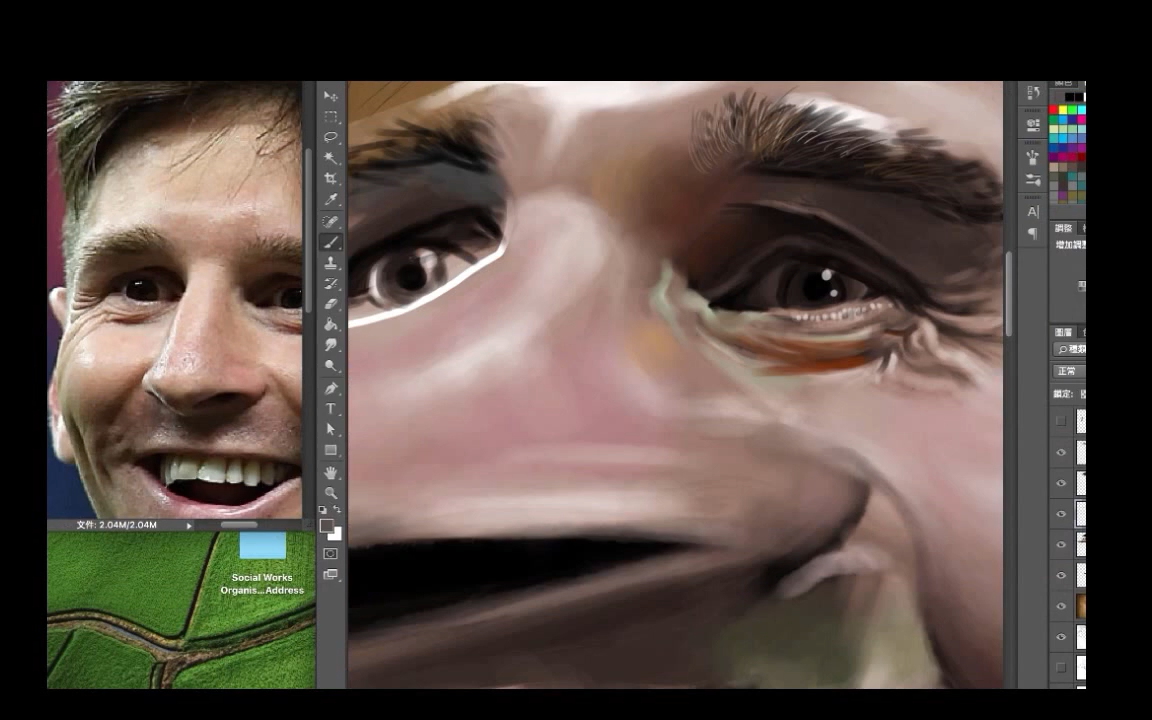 文件: 2.04M/2.04M
Social Works
Organis...Address
T
A|
調整
增加調整
圖層
正常
鎖定: